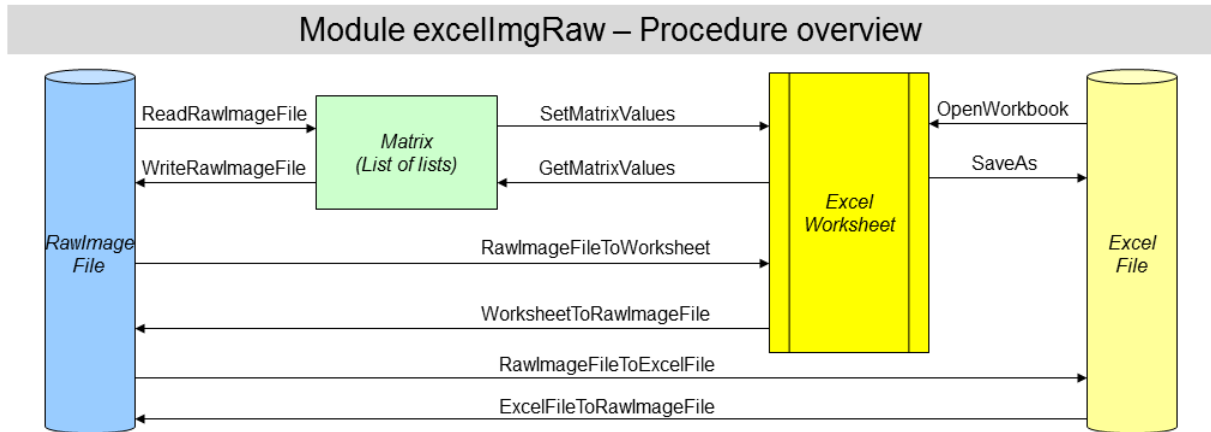 Module excelImgRaw – Procedure overview
ReadRawImageFile
SetMatrixValues
OpenWorkbook
Matrix
(List of lists)
WriteRawImageFile
GetMatrixValues
SaveAs
Excel
Worksheet
RawImage
File
RawImageFileToWorksheet
Excel
File
WorksheetToRawImageFile
RawImageFileToExcelFile
ExcelFileToRawImageFile